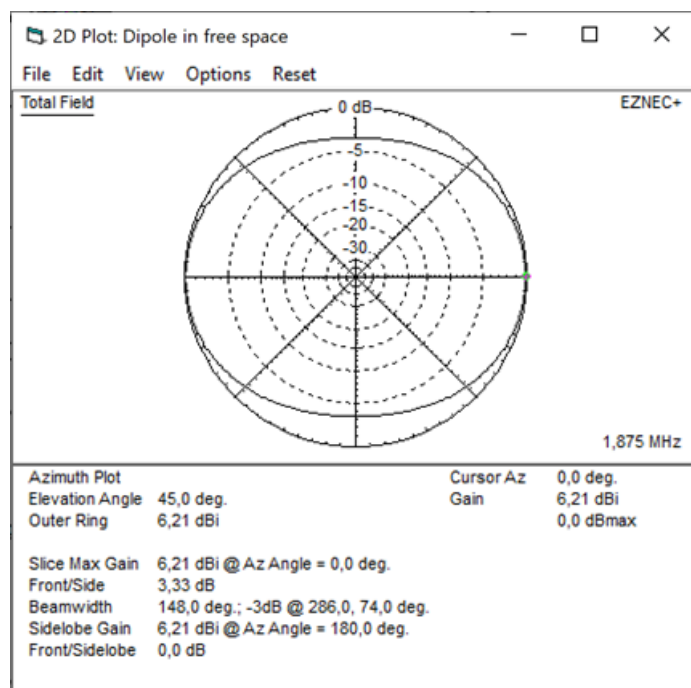 2D Plot: Dipole in free space
File Edit View Options Reset
Total Field
EZNEC+
0 dB
-5
-10
-15
-20
-30
1,875 MHz
Azimuth Plot
Cursor Az 0,0 deg.
Elevation Angle 45,0 deg.
Gain 6,21 dBi
Outer Ring 6,21 dBi
0,0 dBmax
Slice Max Gain 6,21 dBi @ Az Angle = 0,0 deg.
Front/Side 3,33 dB
Beamwidth 148,0 deg.; -3dB @ 286,0, 74,0 deg.
Sidelobe Gain 6,21 dBi @ Az Angle = 180,0 deg.
Front/Sidelobe 0,0 dB